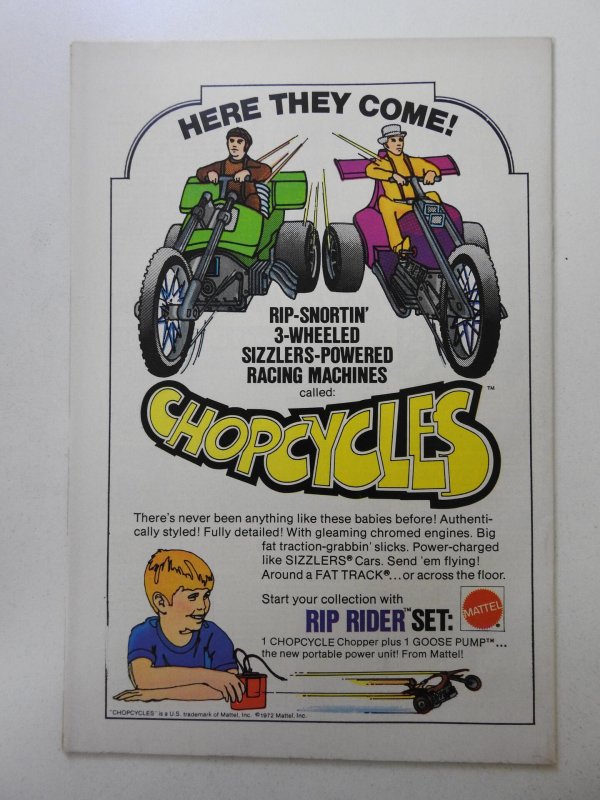 HERE THEY COME!
RIP-SNORTIN'
3-WHEELED
SIZZLERS-POWERED
RACING MACHINES
called:
CHOPCYCLES™
There's never been anything like these babies before! Authenti-
cally styled! Fully detailed! With gleaming chromed engines. Big
fat traction-grabbin' slicks. Power-charged
like SIZZLERS® Cars. Send 'em flying!
Around a FAT TRACK®...or across the floor.
Start your collection with
RIP RIDER™ SET:
MATTEL®
1 CHOPCYCLE Chopper plus 1 GOOSE PUMP™...
the new portable power unit! From Mattel!
"CHOPCYCLES" is a U.S. trademark of Mattel, Inc. ©1972 Mattel, Inc.